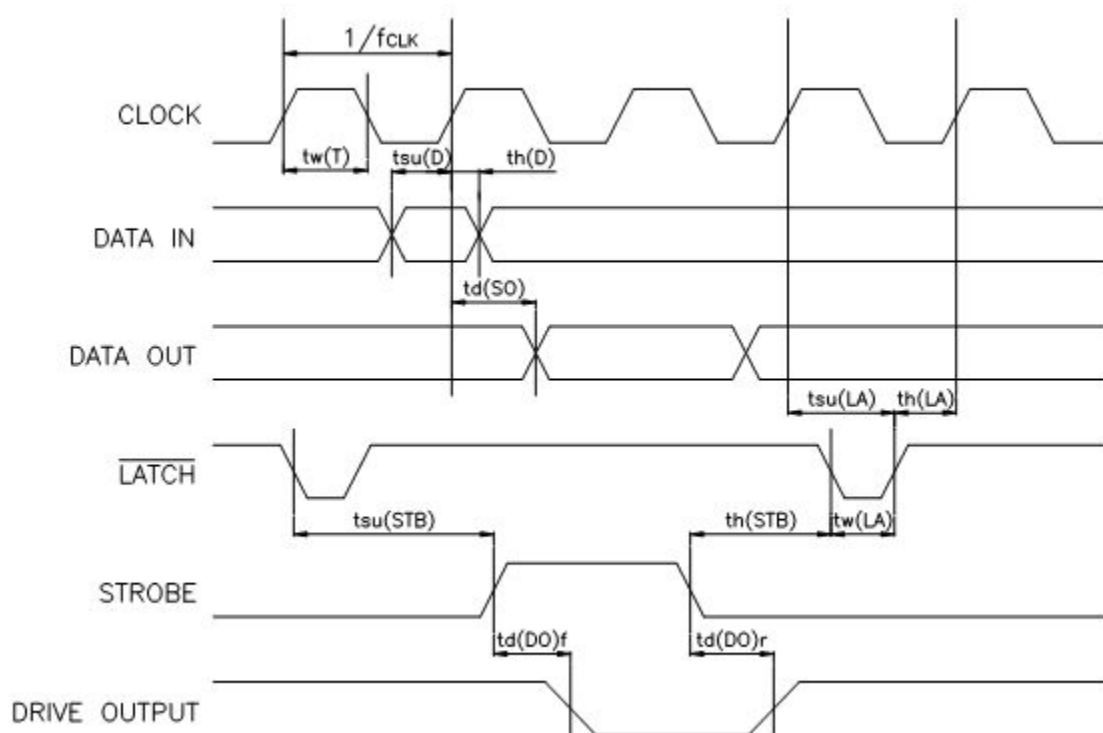 1/fCLK
CLOCK
tw(T)
tsu(D)
th(D)
DATA IN
td(SO)
DATA OUT
tsu(LA)
th(LA)
LATCH
tsu(STB)
th(STB)
tw(LA)
STROBE
td(DO)f
td(DO)r
DRIVE OUTPUT